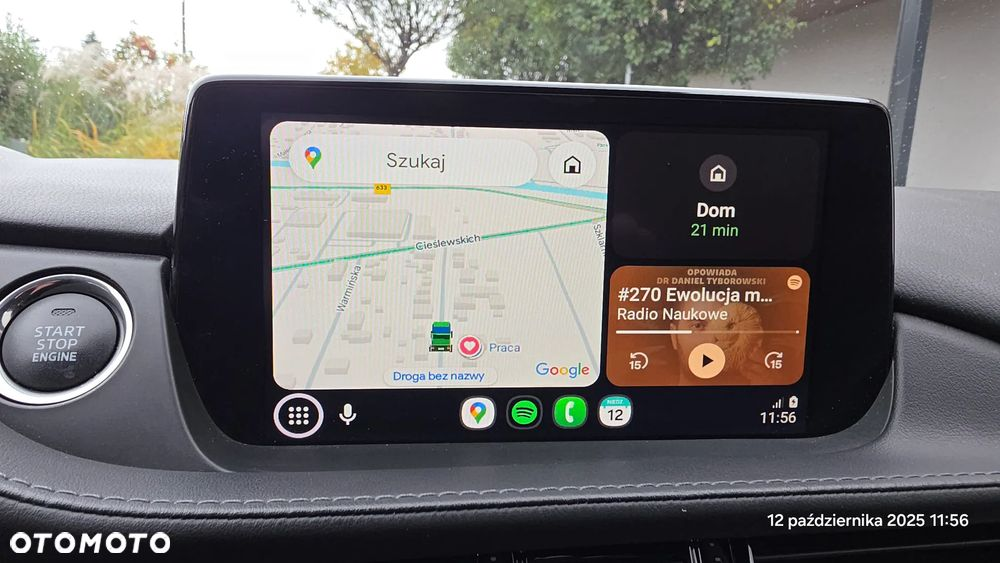 Szukaj
633
Cieślewskich
Warmińska
Praca
Droga bez nazwy
Google
Dom
21 min
OPOWIADA
DR DANIEL TYBOROWSKI
#270 Ewolucja m...
Radio Naukowe
15
15
NIEDZ
12
11:56
START
STOP
ENGINE
12 października 2025 11:56
OTOMOTO